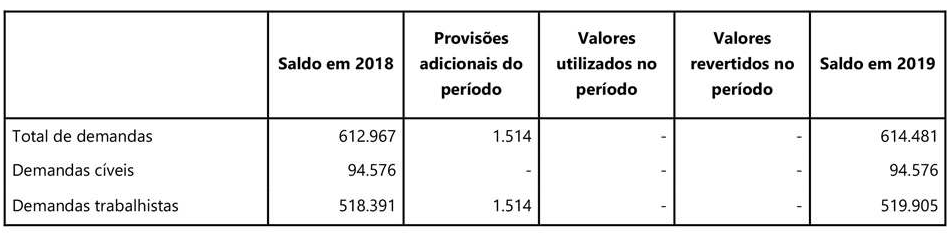 Saldo em 2018 Provisões adicionais do período Valores utilizados no período Valores revertidos no período Saldo em 2019
Total de demandas 612.967 1.514 - - 614.481
Demandas cíveis 94.576 - - - 94.576
Demandas trabalhistas 518.391 1.514 - - 519.905